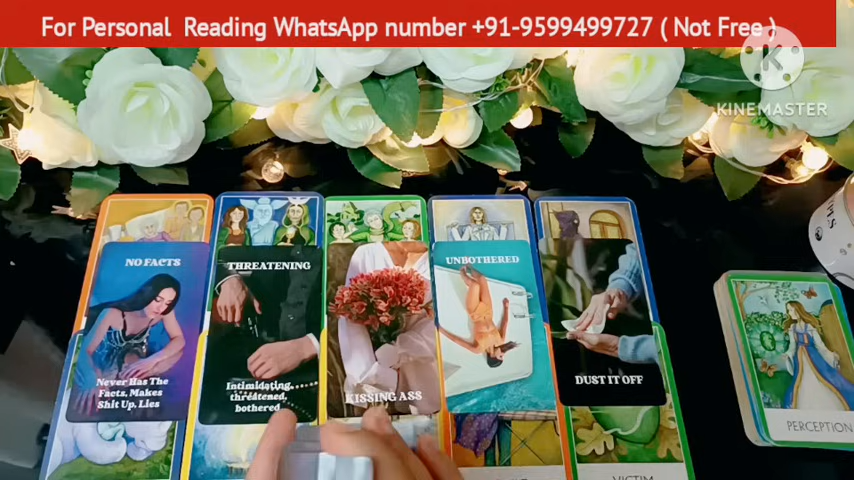 For Personal Reading WhatsApp number +91-9599499727 ( Not Free )
K
KINEMASTER
NO FACTS
Never Has The
Facts, Makes
Shit Up, Lies
THREATENING
Intimidating,
threatened,
bothered
KISSING ASS
UNBOTHERED
DUST IT OFF
VICTIM
PERCEPTION